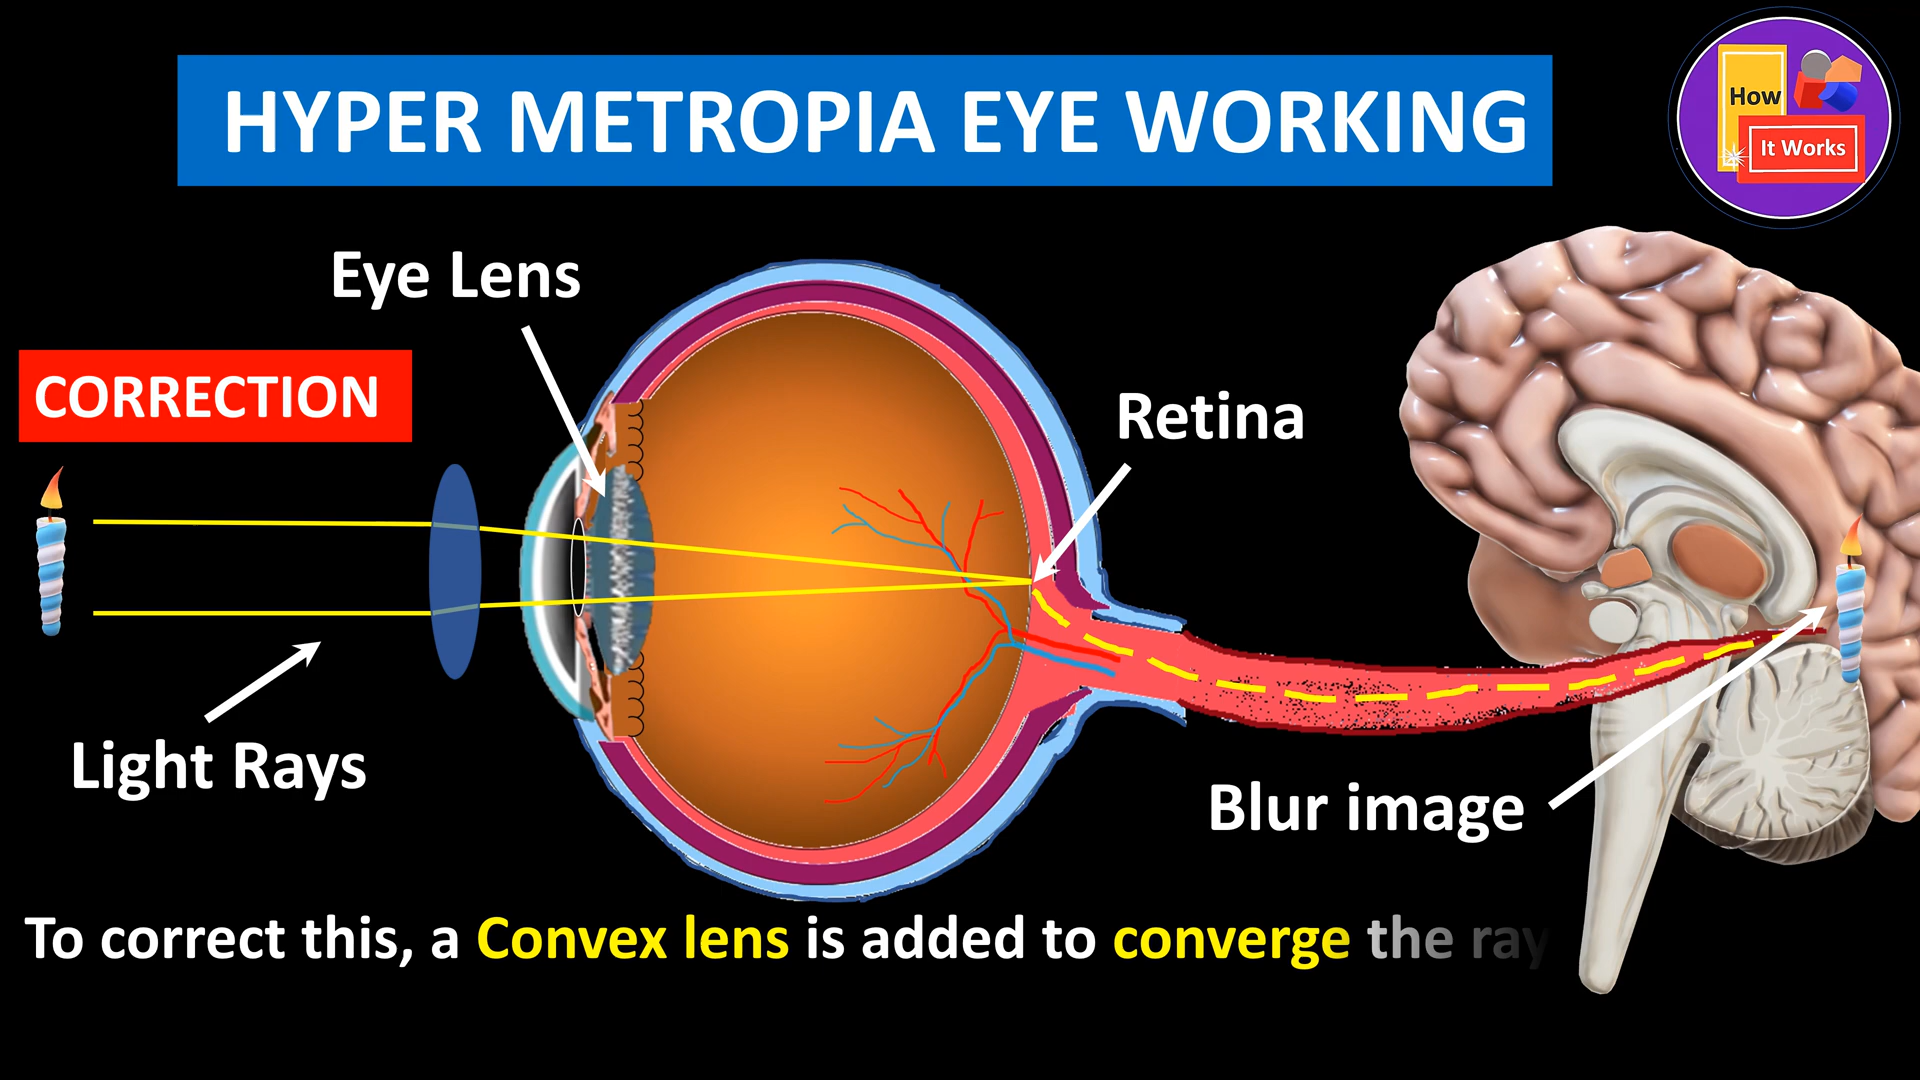 HYPER METROPIA EYE WORKING
How
It Works
Eye Lens
CORRECTION
Retina
Light Rays
Blur image
To correct this, a Convex lens is added to converge the ray